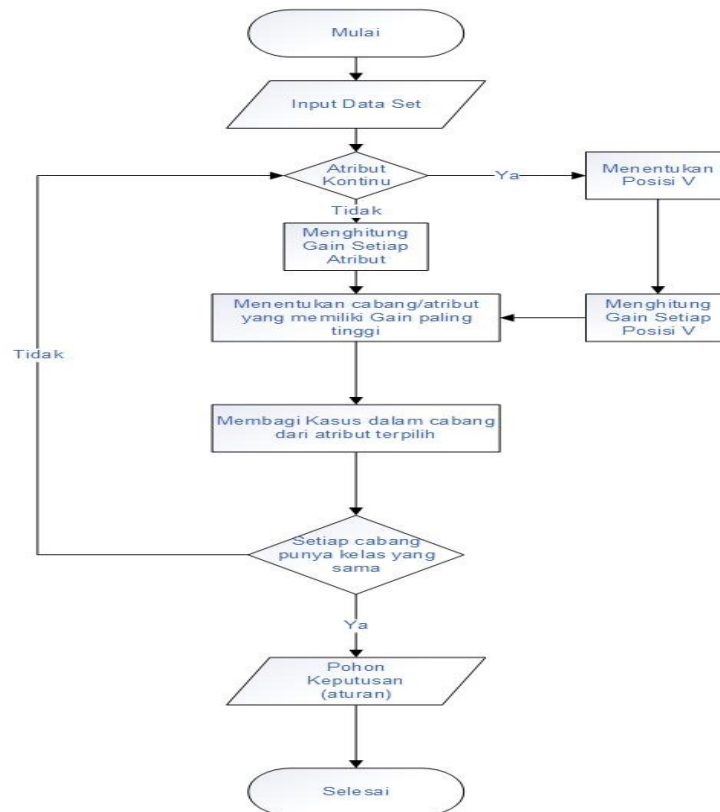 Mulai
Input Data Set
Atribut
Kontinu
Ya
Menentukan
Posisi V
Tidak
Menghitung
Gain Setiap
Atribut
Menentukan cabang/atribut
yang memiliki Gain paling
tinggi
Menghitung
Gain Setiap
Posisi V
Tidak
Membagi Kasus dalam cabang
dari atribut terpilih
Setiap cabang
punya kelas yang
sama
Ya
Pohon
Keputusan
(aturan)
Selesai